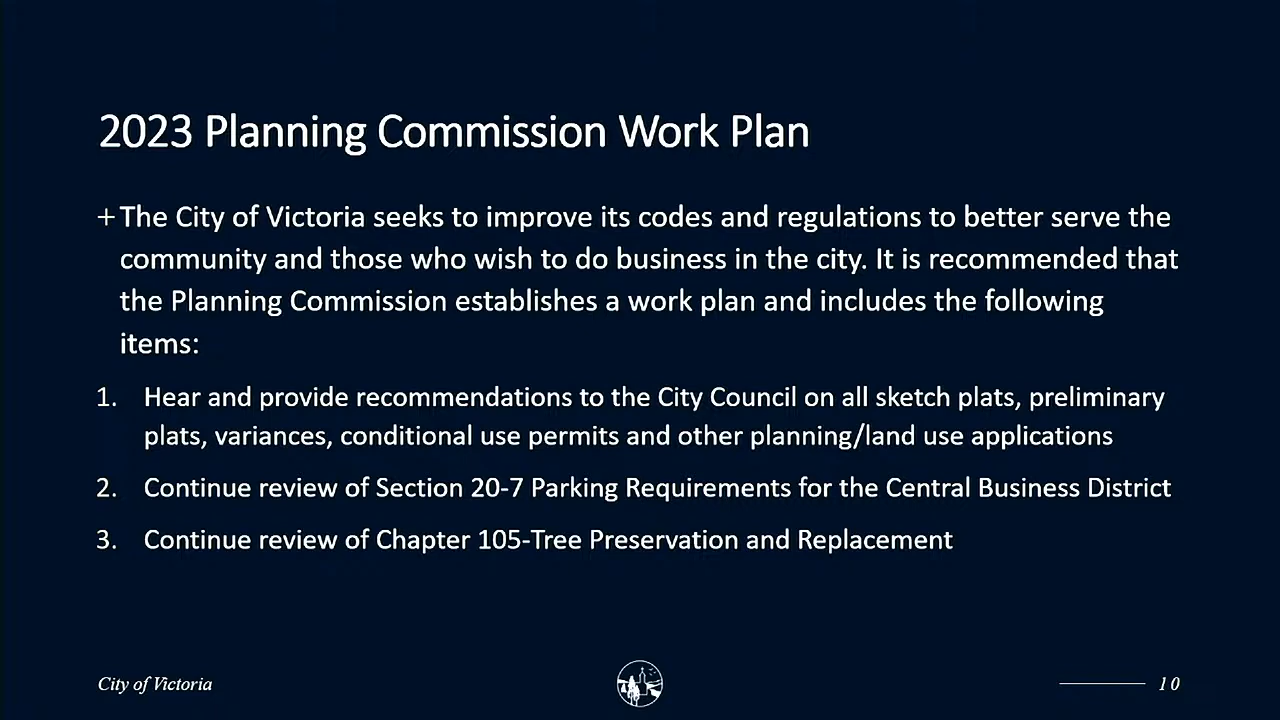 2023 Planning Commission Work Plan
+The City of Victoria seeks to improve its codes and regulations to better serve the
community and those who wish to do business in the city. It is recommended that
the Planning Commission establishes a work plan and includes the following
items:
1. Hear and provide recommendations to the City Council on all sketch plats, preliminary
plats, variances, conditional use permits and other planning/land use applications
2. Continue review of Section 20-7 Parking Requirements for the Central Business District
3. Continue review of Chapter 105-Tree Preservation and Replacement
City of Victoria
10